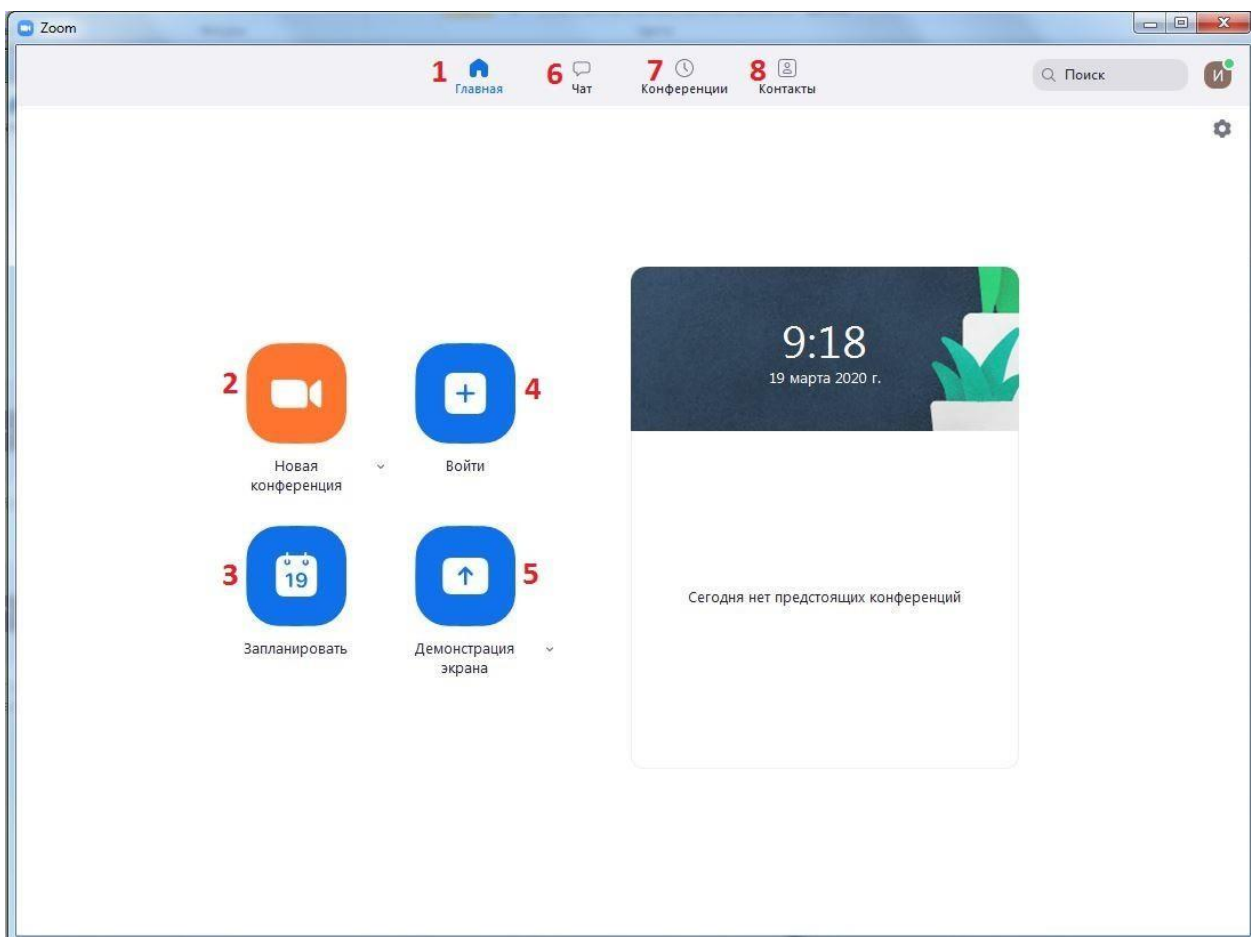 Zoom
1 6 7 8
Главная Чат Конференции Контакты
Поиск
И
2 4
Новая
конференция
Войти
19
3 5
Запланировать
Демонстрация
экрана
9:18
19 марта 2020 г.
Сегодня нет предстоящих конференций